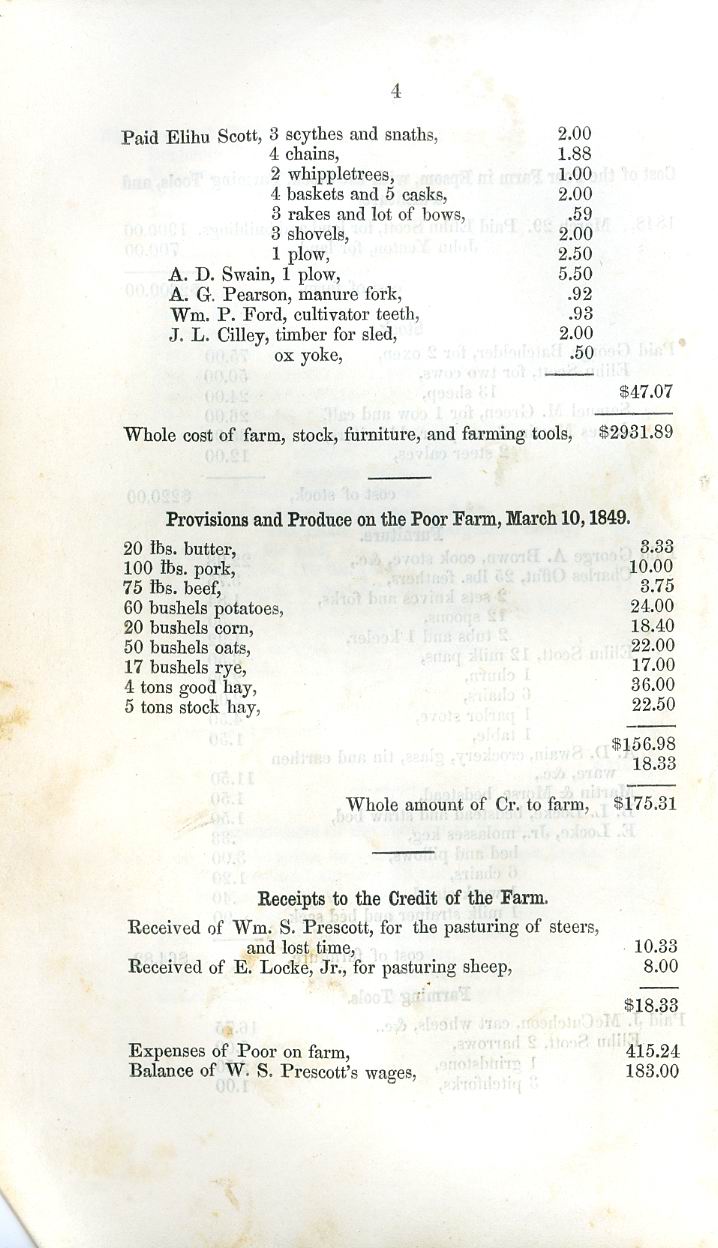 4
Paid Elihu Scott, 3 scythes and snaths, 2.00
4 chains, 1.88
2 whippletrees, 1.00
4 baskets and 5 casks, 2.00
3 rakes and lot of bows, .59
3 shovels, 2.00
1 plow, 2.50
A. D. Swain, 1 plow, 5.50
A. G. Pearson, manure fork, .92
Wm. P. Ford, cultivator teeth, .93
J. L. Cilley, timber for sled, 2.00
ox yoke, .50
$47.07
Whole cost of farm, stock, furniture, and farming tools, $2931.89
Provisions and Produce on the Poor Farm, March 10, 1849.
20 lbs. butter, 3.33
100 lbs. pork, 10.00
75 lbs. beef, 3.75
60 bushels potatoes, 24.00
20 bushels corn, 18.40
50 bushels oats, 22.00
17 bushels rye, 17.00
4 tons good hay, 36.00
5 tons stock hay, 22.50
$156.98
18.33
Whole amount of Cr. to farm, $175.31
Receipts to the Credit of the Farm.
Received of Wm. S. Prescott, for the pasturing of steers,
and lost time, 10.33
Received of E. Locke, Jr., for pasturing sheep, 8.00
$18.33
Expenses of Poor on farm, 415.24
Balance of W. S. Prescott's wages, 183.00